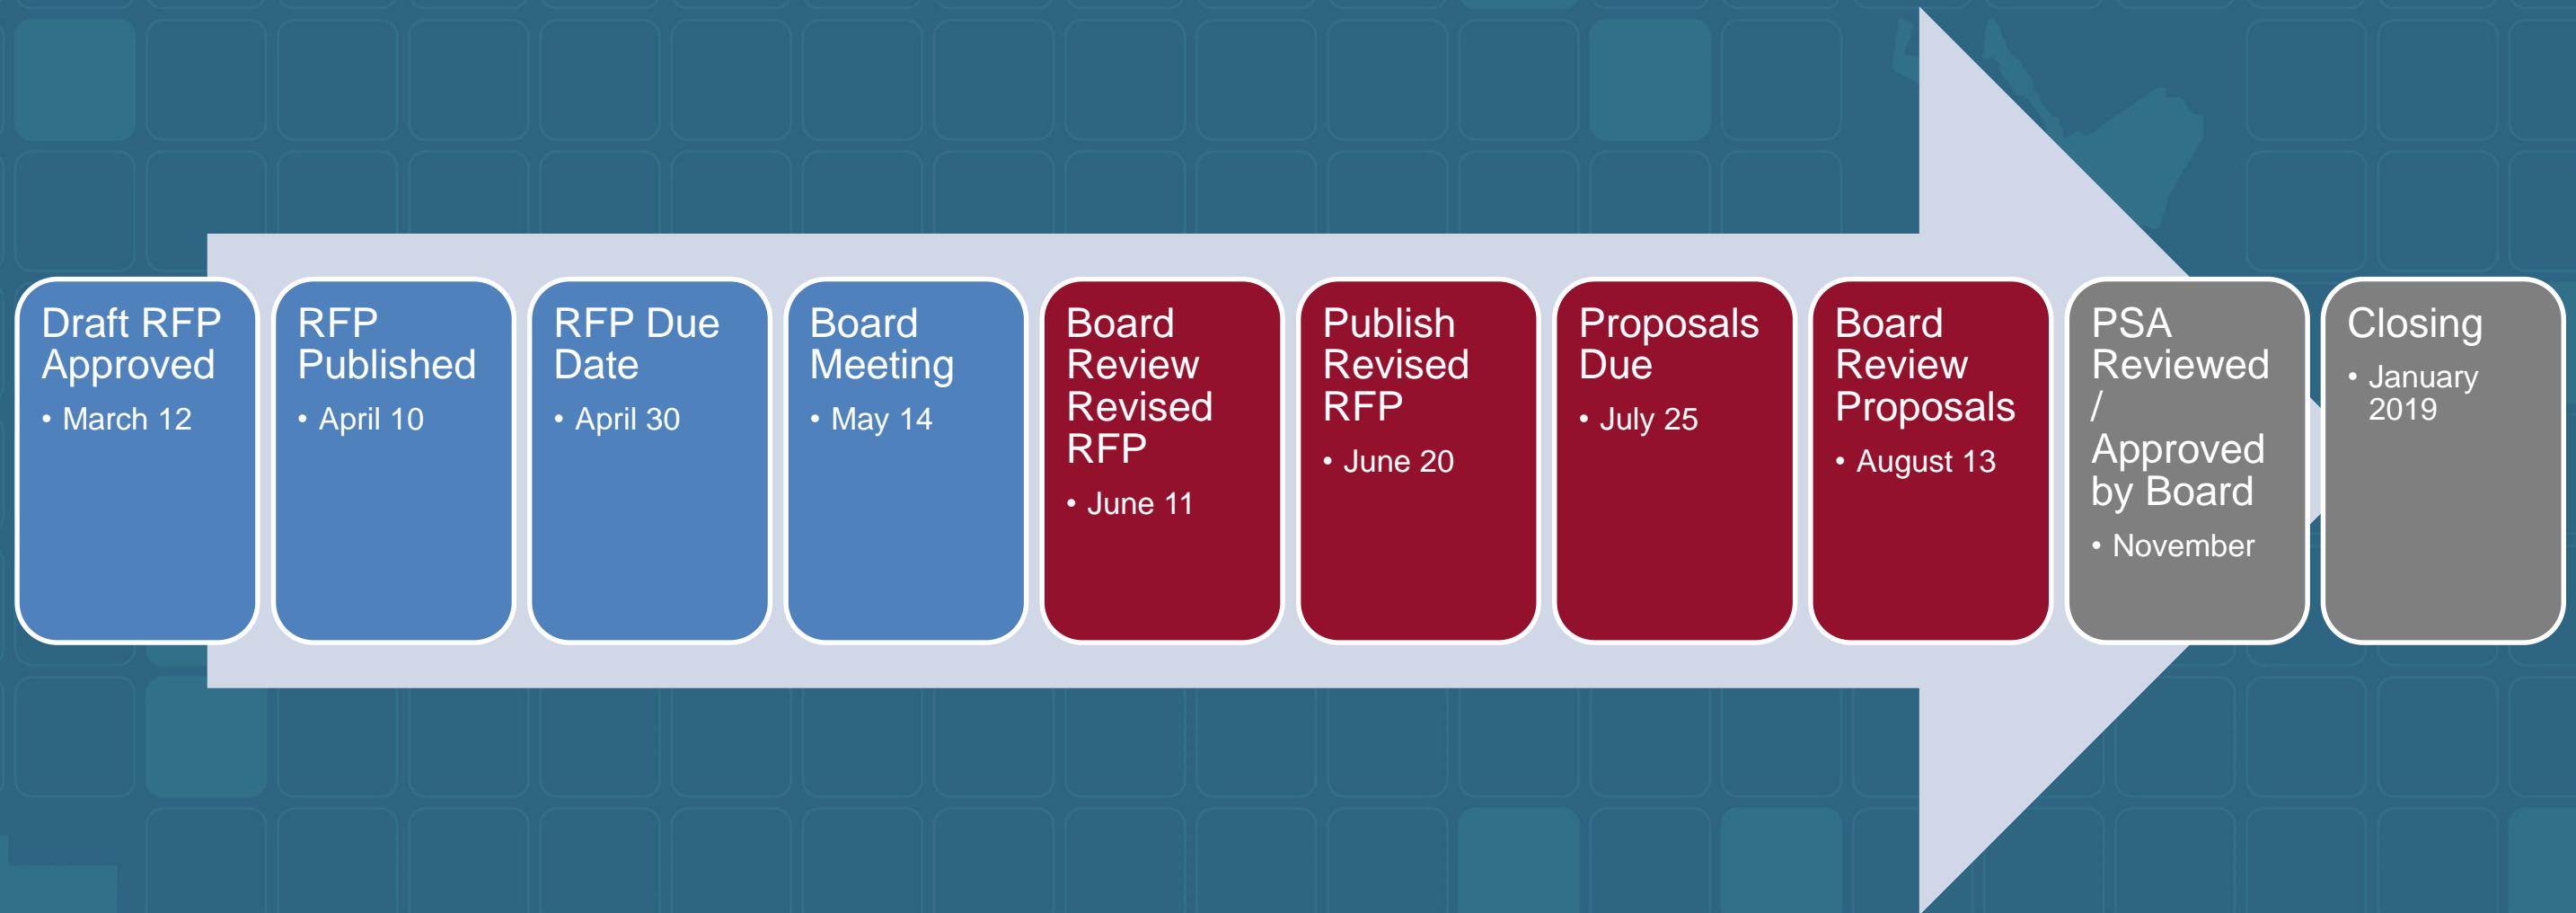 Draft RFP
Approved
• March 12
RFP
Published
• April 10
RFP Due
Date
• April 30
Board
Meeting
• May 14
Board
Review
Revised
RFP
• June 11
Publish
Revised
RFP
• June 20
Proposals
Due
• July 25
Board
Review
Proposals
• August 13
PSA
Reviewed
/
Approved
by Board
• November
Closing
• January
2019